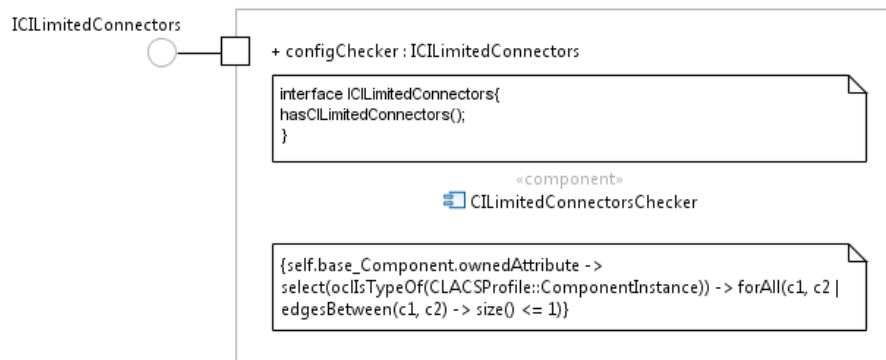 ICILimitedConnectors
+ configChecker : ICILimitedConnectors
interface ICILimitedConnectors{
hasCILimitedConnectors();
}
«component»
CILimitedConnectorsChecker
{self.base_Component.ownedAttribute ->
select(oclIsTypeOf(CLACSProfile::ComponentInstance)) -> forAll(c1, c2 |
edgesBetween(c1, c2) -> size() <= 1)}